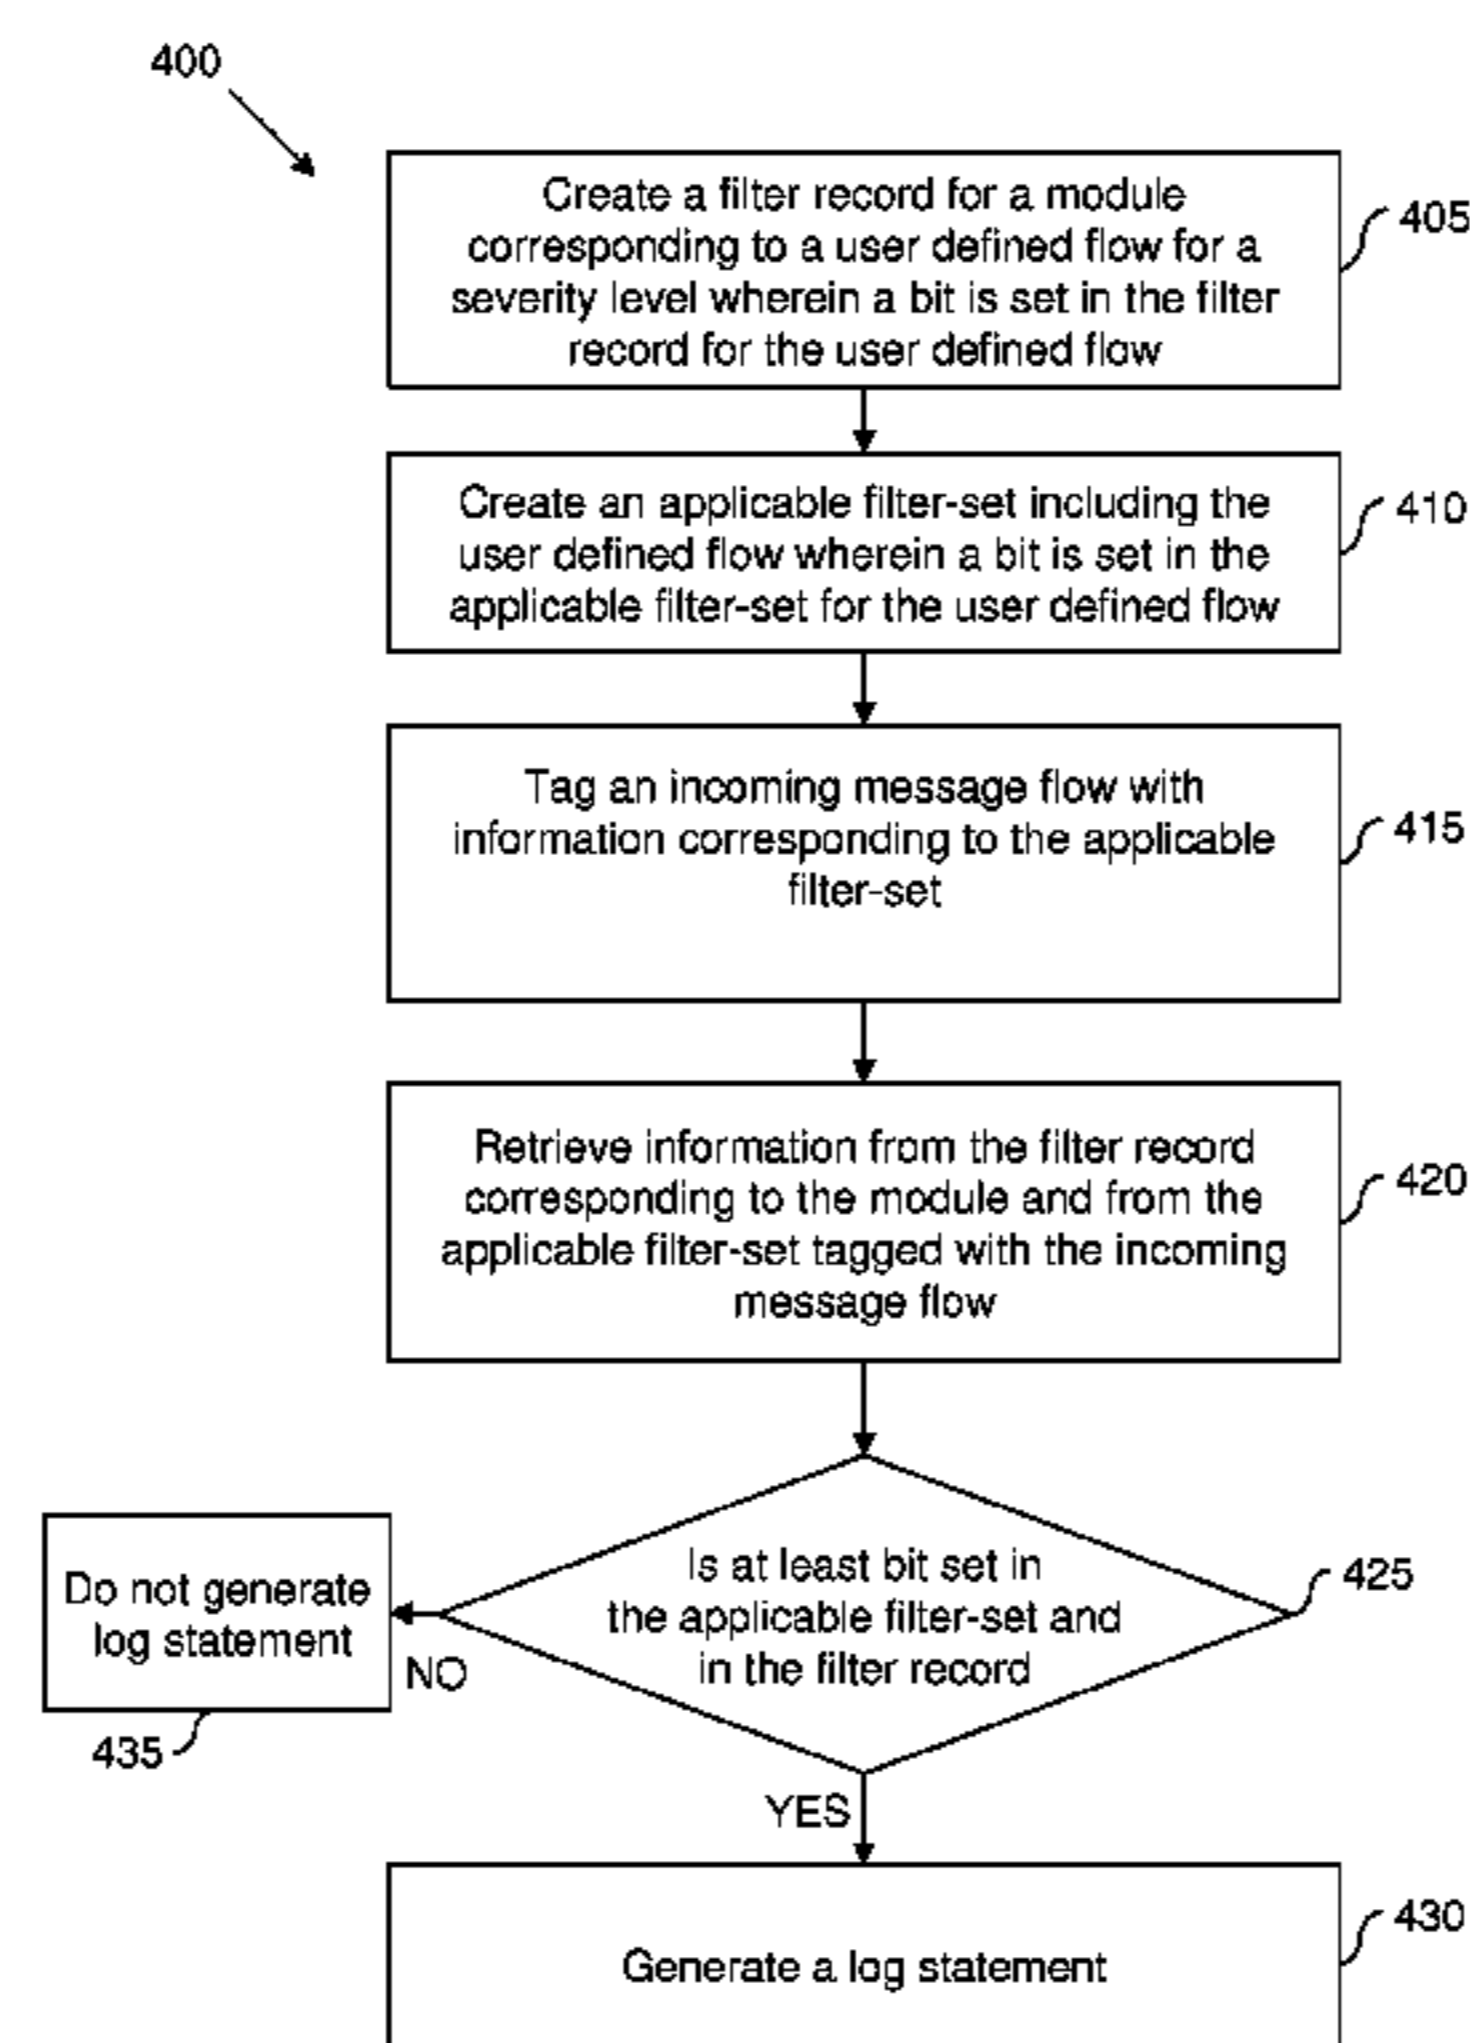 400
Create a filter record for a module
corresponding to a user defined flow for a
severity level wherein a bit is set in the filter
record for the user defined flow
405
Create an applicable filter-set including the
user defined flow wherein a bit is set in the
applicable filter-set for the user defined flow
410
Tag an incoming message flow with
information corresponding to the applicable
filter-set
415
Retrieve information from the filter record
corresponding to the module and from the
applicable filter-set tagged with the incoming
message flow
420
Is at least bit set in
the applicable filter-set and
in the filter record
425
Do not generate
log statement
NO
435
YES
Generate a log statement
430